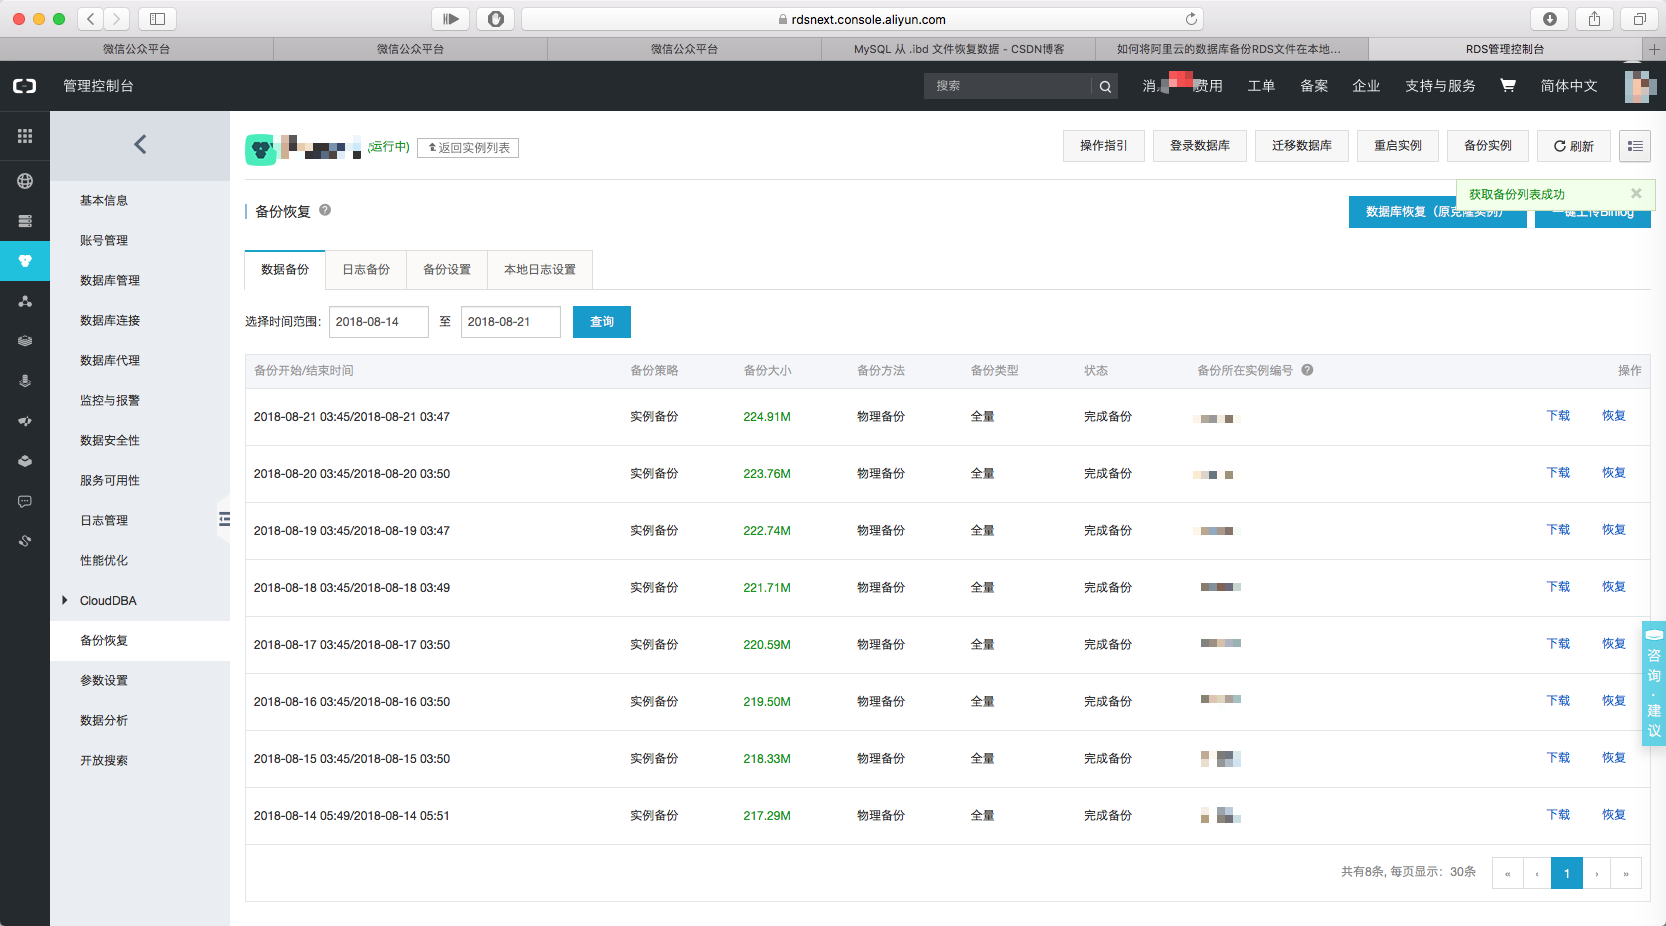 rdsnext.console.aliyun.com
微信公众平台 微信公众平台 微信公众平台 MySQL 从 .ibd 文件恢复数据 - CSDN博客 如何将阿里云的数据库备份RDS文件在本地... RDS管理控制台
管理控制台 搜索 消 费用 工单 备案 企业 支持与服务 简体中文
(运行中) 返回实例列表 操作指引 登录数据库 迁移数据库 重启实例 备份实例 刷新
获取备份列表成功
备份恢复 数据库恢复（原克隆实例） 一键上传Binlog
数据备份 日志备份 备份设置 本地日志设置
选择时间范围: 2018-08-14 至 2018-08-21 查询
基本信息
账号管理
数据库管理
数据库连接
数据库代理
监控与报警
数据安全性
服务可用性
日志管理
性能优化
CloudDBA
备份恢复
参数设置
数据分析
开放搜索
备份开始/结束时间 备份策略 备份大小 备份方法 备份类型 状态 备份所在实例编号 操作
2018-08-21 03:45/2018-08-21 03:47 实例备份 224.91M 物理备份 全量 完成备份 下载 恢复
2018-08-20 03:45/2018-08-20 03:50 实例备份 223.76M 物理备份 全量 完成备份 下载 恢复
2018-08-19 03:45/2018-08-19 03:47 实例备份 222.74M 物理备份 全量 完成备份 下载 恢复
2018-08-18 03:45/2018-08-18 03:49 实例备份 221.71M 物理备份 全量 完成备份 下载 恢复
2018-08-17 03:45/2018-08-17 03:50 实例备份 220.59M 物理备份 全量 完成备份 下载 恢复
2018-08-16 03:45/2018-08-16 03:50 实例备份 219.50M 物理备份 全量 完成备份 下载 恢复
2018-08-15 03:45/2018-08-15 03:50 实例备份 218.33M 物理备份 全量 完成备份 下载 恢复
2018-08-14 05:49/2018-08-14 05:51 实例备份 217.29M 物理备份 全量 完成备份 下载 恢复
共有8条, 每页显示: 30条 « ‹ 1 › »
咨询·建议